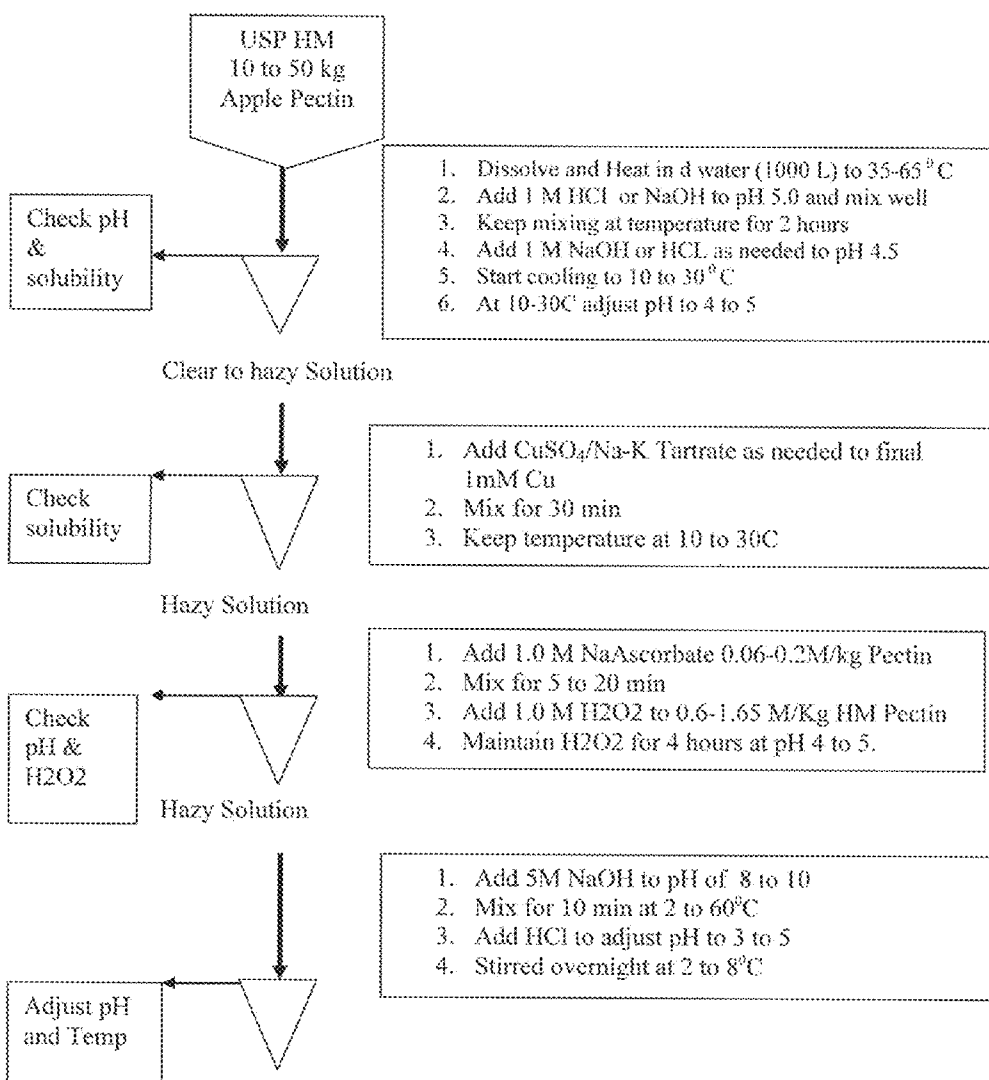 USP HM
10 to 50 kg
Apple Pectin
1. Dissolve and Heat in d water (1000 L) to 35-65⁰C
2. Add 1 M HCl or NaOH to pH 5.0 and mix well
3. Keep mixing at temperature for 2 hours
4. Add 1 M NaOH or HCL as needed to pH 4.5
5. Start cooling to 10 to 30⁰C
6. At 10-30C adjust pH to 4 to 5
Check pH
&
solubility
Clear to hazy Solution
1. Add CuSO₄/Na-K Tartrate as needed to final
1mM Cu
2. Mix for 30 min
3. Keep temperature at 10 to 30C
Check
solubility
Hazy Solution
1. Add 1.0 M NaAscorbate 0.06-0.2M/kg Pectin
2. Mix for 5 to 20 min
3. Add 1.0 M H2O2 to 0.6-1.65 M/Kg HM Pectin
4. Maintain H2O2 for 4 hours at pH 4 to 5.
Check
pH &
H2O2
Hazy Solution
1. Add 5M NaOH to pH of 8 to 10
2. Mix for 10 min at 2 to 60⁰C
3. Add HCl to adjust pH to 3 to 5
4. Stirred overnight at 2 to 8⁰C
Adjust pH
and Temp